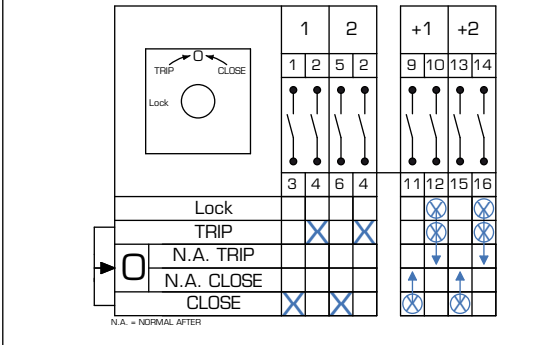 1 2 +1 +2
1 2 5 2 9 10 13 14
0
TRIP CLOSE
Lock
3 4 6 4 11 12 15 16
Lock
TRIP
0 N.A. TRIP
N.A. CLOSE
CLOSE
N.A. = NORMAL AFTER